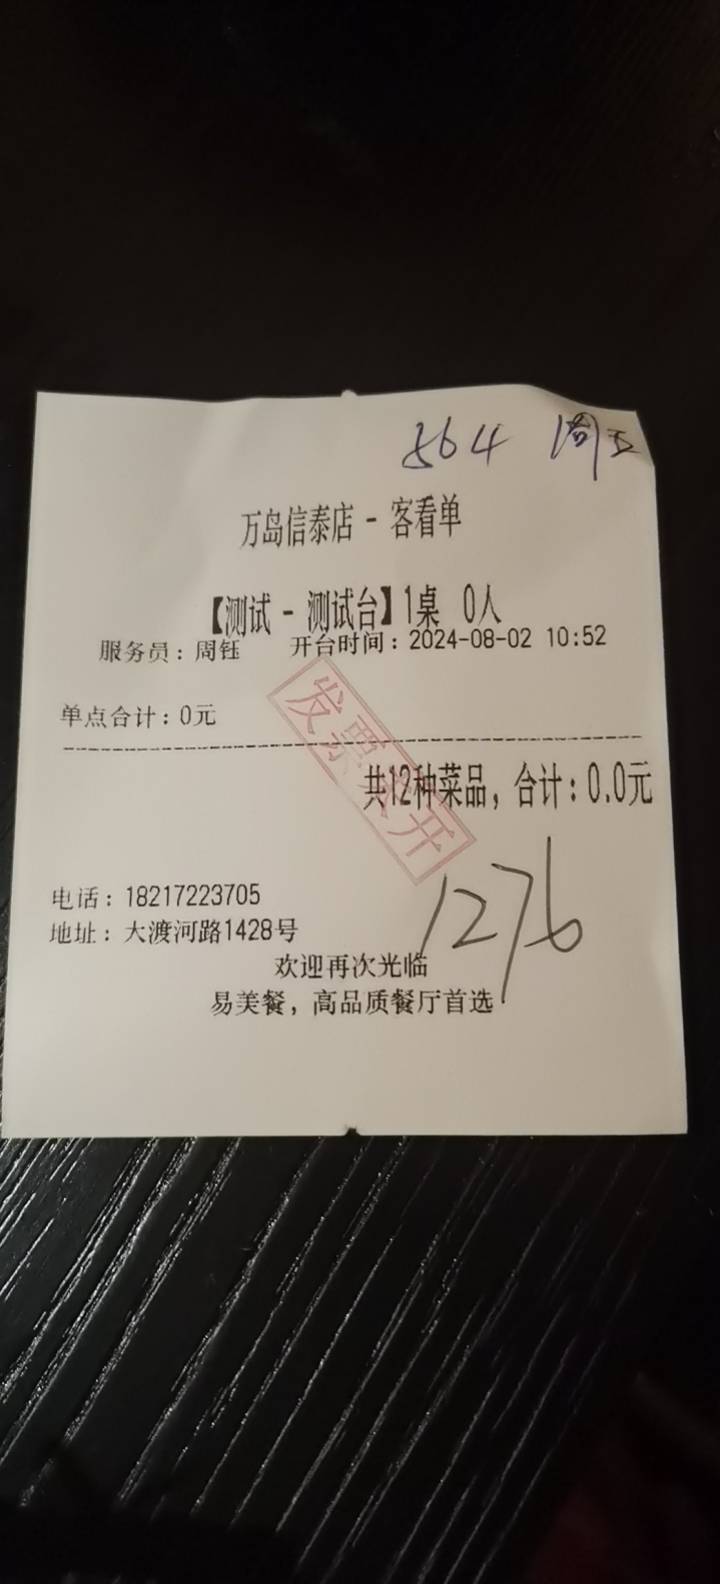 564 周五
万岛信泰店 - 客看单
【测试 - 测试台】1桌 0人
服务员：周钰 开台时间：2024-08-02 10:52
单点合计：0元
发票已开
共12种菜品，合计：0.0元
1276
电话：18217223705
地址：大渡河路1428号
欢迎再次光临
易美餐，高品质餐厅首选